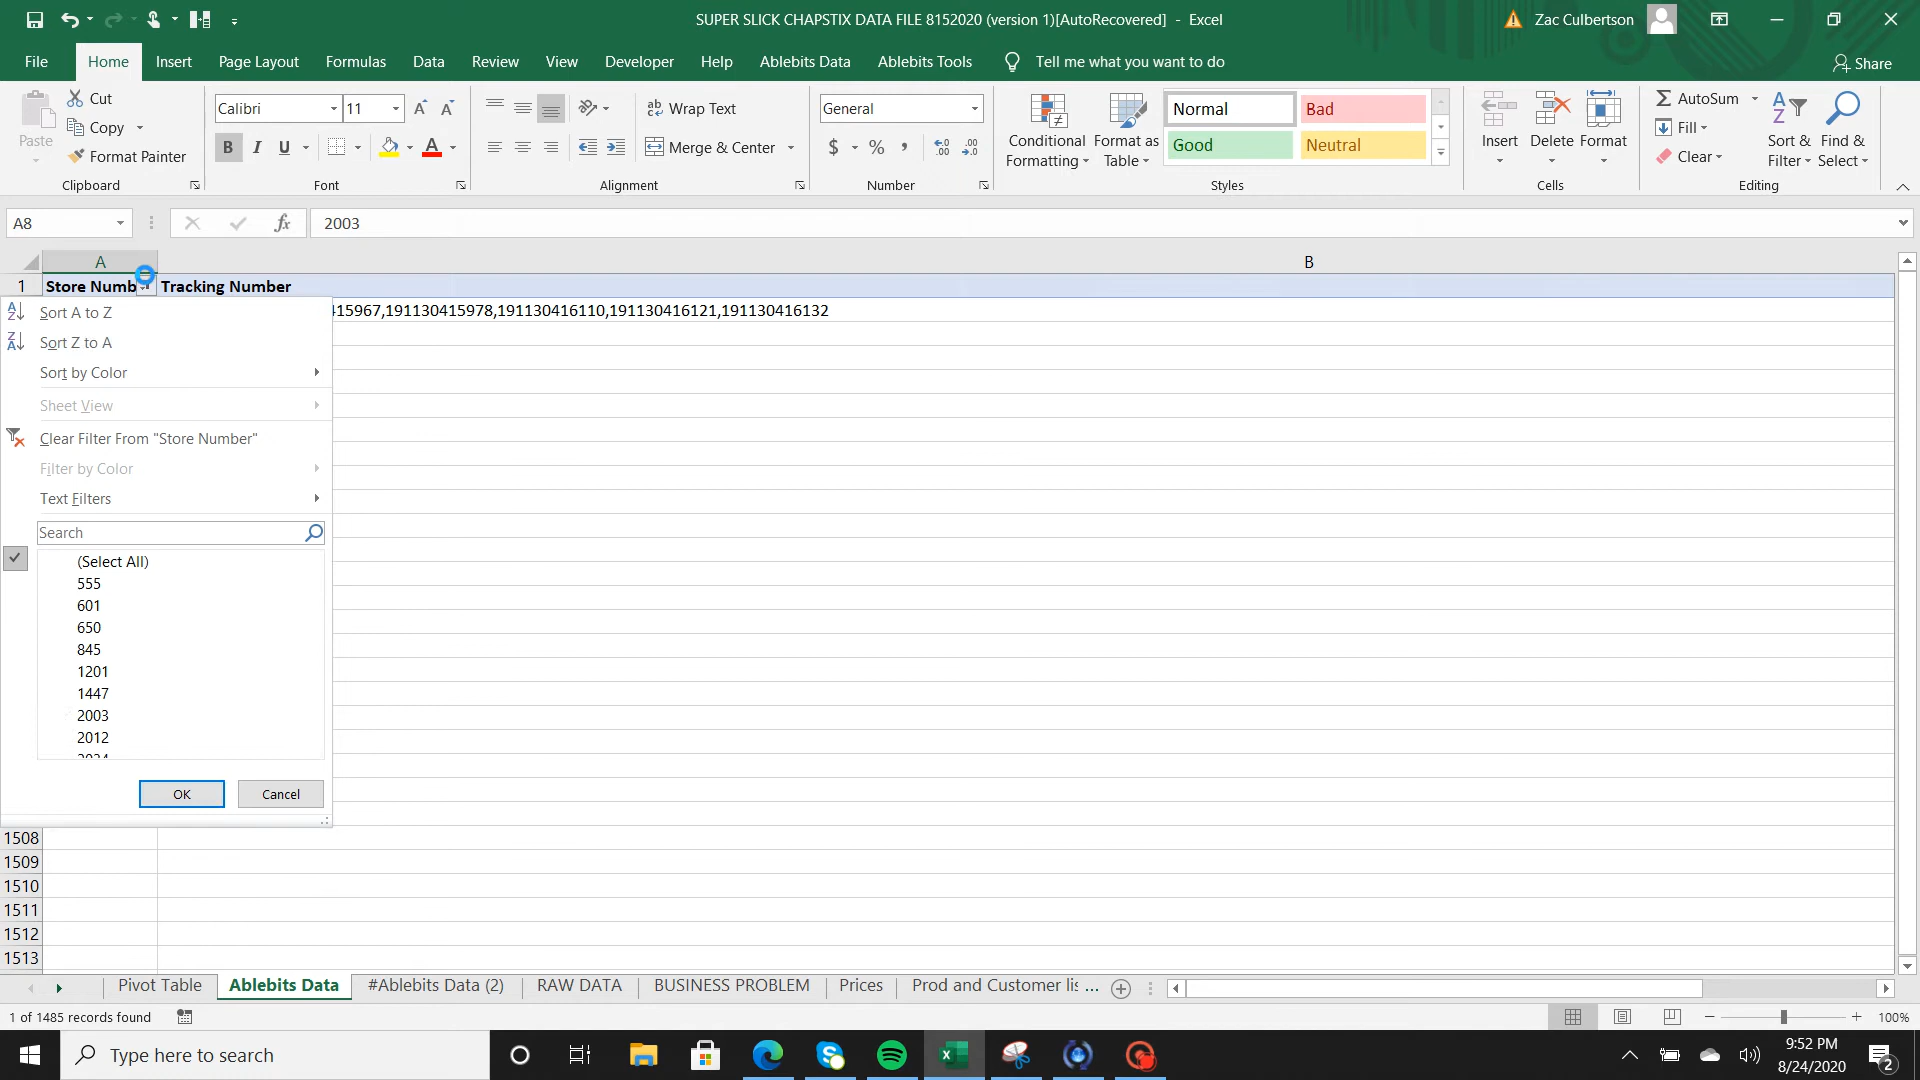 SUPER SLICK CHAPSTIX DATA FILE 8152020 (version 1)[AutoRecovered] - Excel
Zac Culbertson
File Home Insert Page Layout Formulas Data Review View Developer Help Ablebits Data Ablebits Tools Tell me what you want to do Share
Paste
Cut
Copy
Format Painter
Clipboard
Calibri 11
B I U
Font
Wrap Text
Merge & Center
Alignment
General
$ % ,
Number
Conditional Formatting
Format as Table
Normal Bad
Good Neutral
Styles
Insert Delete Format
Cells
AutoSum
Fill
Clear
Sort & Filter
Find & Select
Editing
A8 fx 2003
A B
1 Store Numb Tracking Number
415967,191130415978,191130416110,191130416121,191130416132
Sort A to Z
Sort Z to A
Sort by Color
Sheet View
Clear Filter From "Store Number"
Filter by Color
Text Filters
Search
(Select All)
555
601
650
845
1201
1447
2003
2012
OK Cancel
1508
1509
1510
1511
1512
1513
Pivot Table Ablebits Data #Ablebits Data (2) RAW DATA BUSINESS PROBLEM Prices Prod and Customer lis ...
1 of 1485 records found 100%
Type here to search
9:52 PM
8/24/2020
2